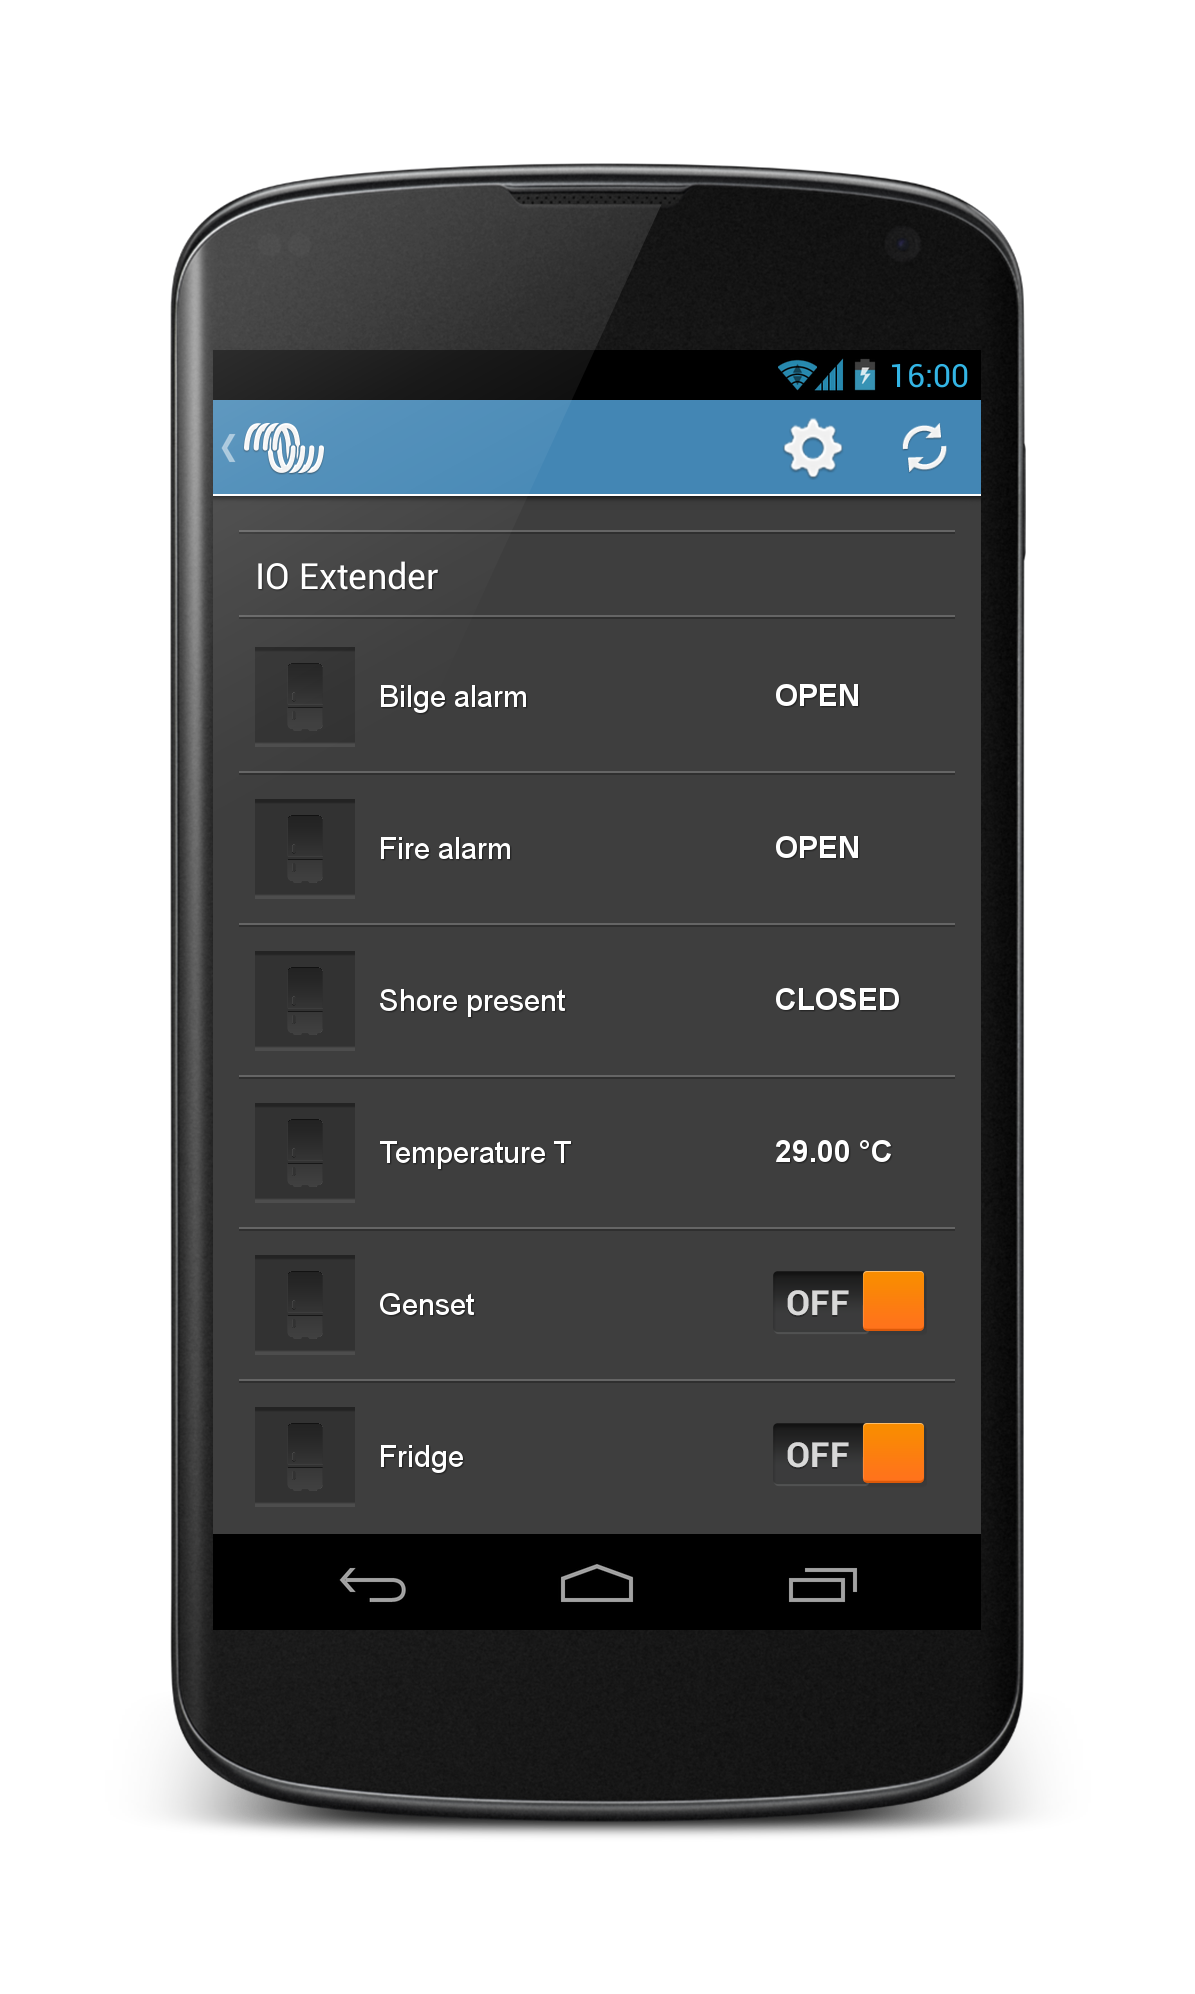 16:00
IO Extender
Bilge alarm OPEN
Fire alarm OPEN
Shore present CLOSED
Temperature T 29.00 °C
Genset OFF
Fridge OFF